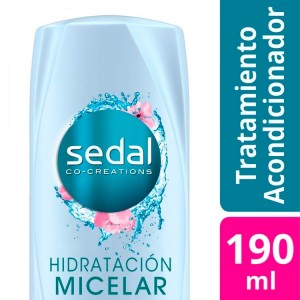 sedal
CO-CREATIONS
HIDRATACIÓN
MICELAR
Tratamiento
Acondicionador
190
ml